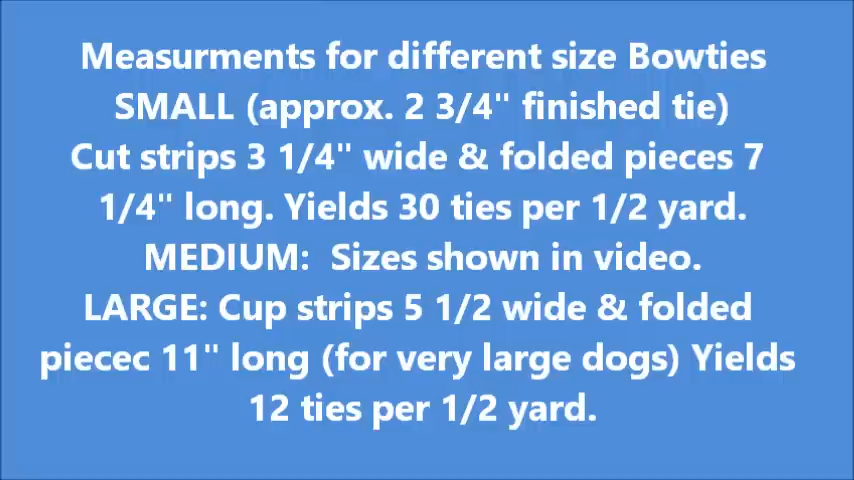 Measurments for different size Bowties
SMALL (approx. 2 3/4" finished tie)
Cut strips 3 1/4" wide & folded pieces 7
1/4" long. Yields 30 ties per 1/2 yard.
MEDIUM:  Sizes shown in video.
LARGE: Cup strips 5 1/2 wide & folded
piecec 11" long (for very large dogs) Yields
12 ties per 1/2 yard.